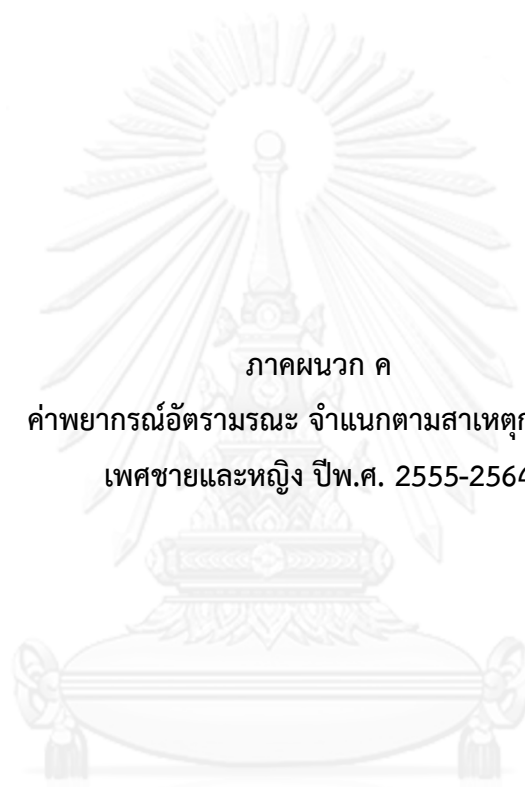 ภาคผนวก ค
ค่าพยากรณ์อัตรามรณะ จำแนกตามสาเหตุ
เพศชายและหญิง ปีพ.ศ. 2555-2564